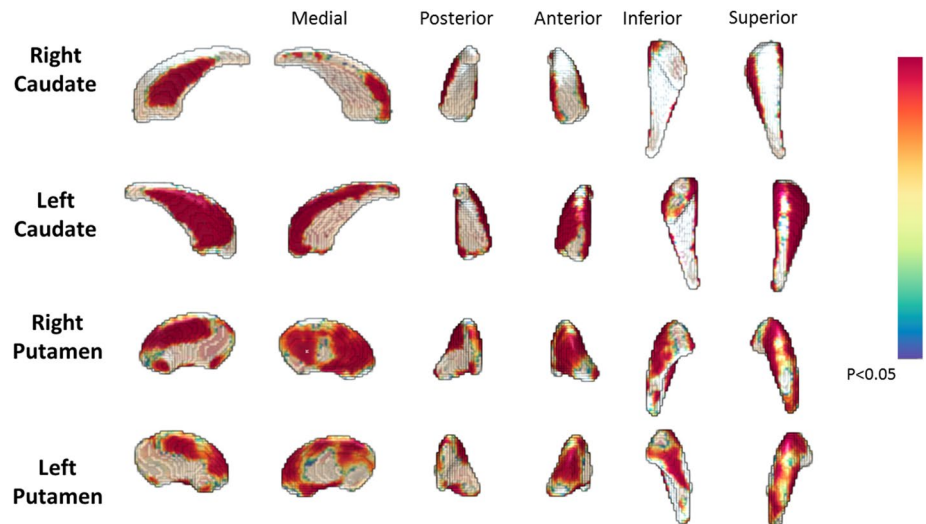 Medial Posterior Anterior Inferior Superior
Right
Caudate
Left
Caudate
Right
Putamen
P<0.05
Left
Putamen